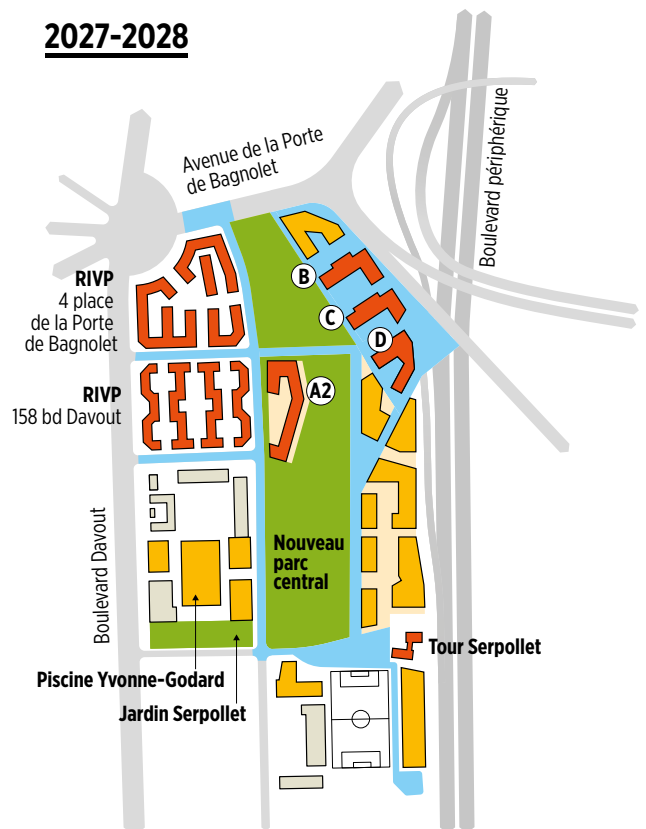 2027-2028
Avenue de la Porte
de Bagnolet
Boulevard périphérique
RIVP
4 place
de la Porte
de Bagnolet
B
C
D
RIVP
158 bd Davout
A2
Boulevard Davout
Nouveau
parc
central
Tour Serpollet
Piscine Yvonne-Godard
Jardin Serpollet